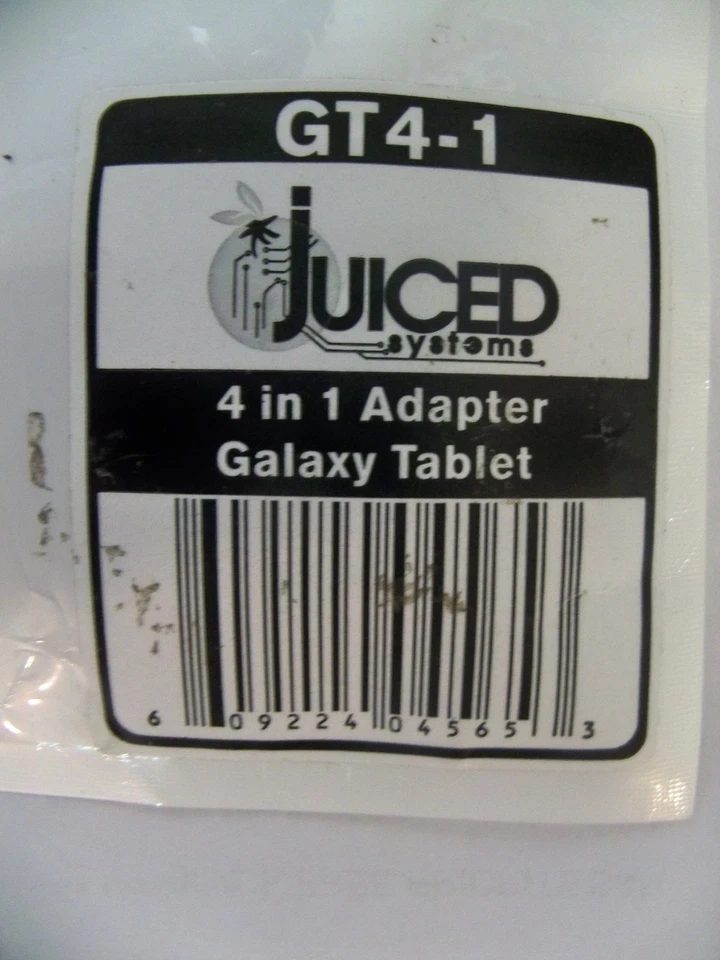 GT4-1
JUICED
systems
4 in 1 Adapter
Galaxy Tablet
6 09224 04565 3